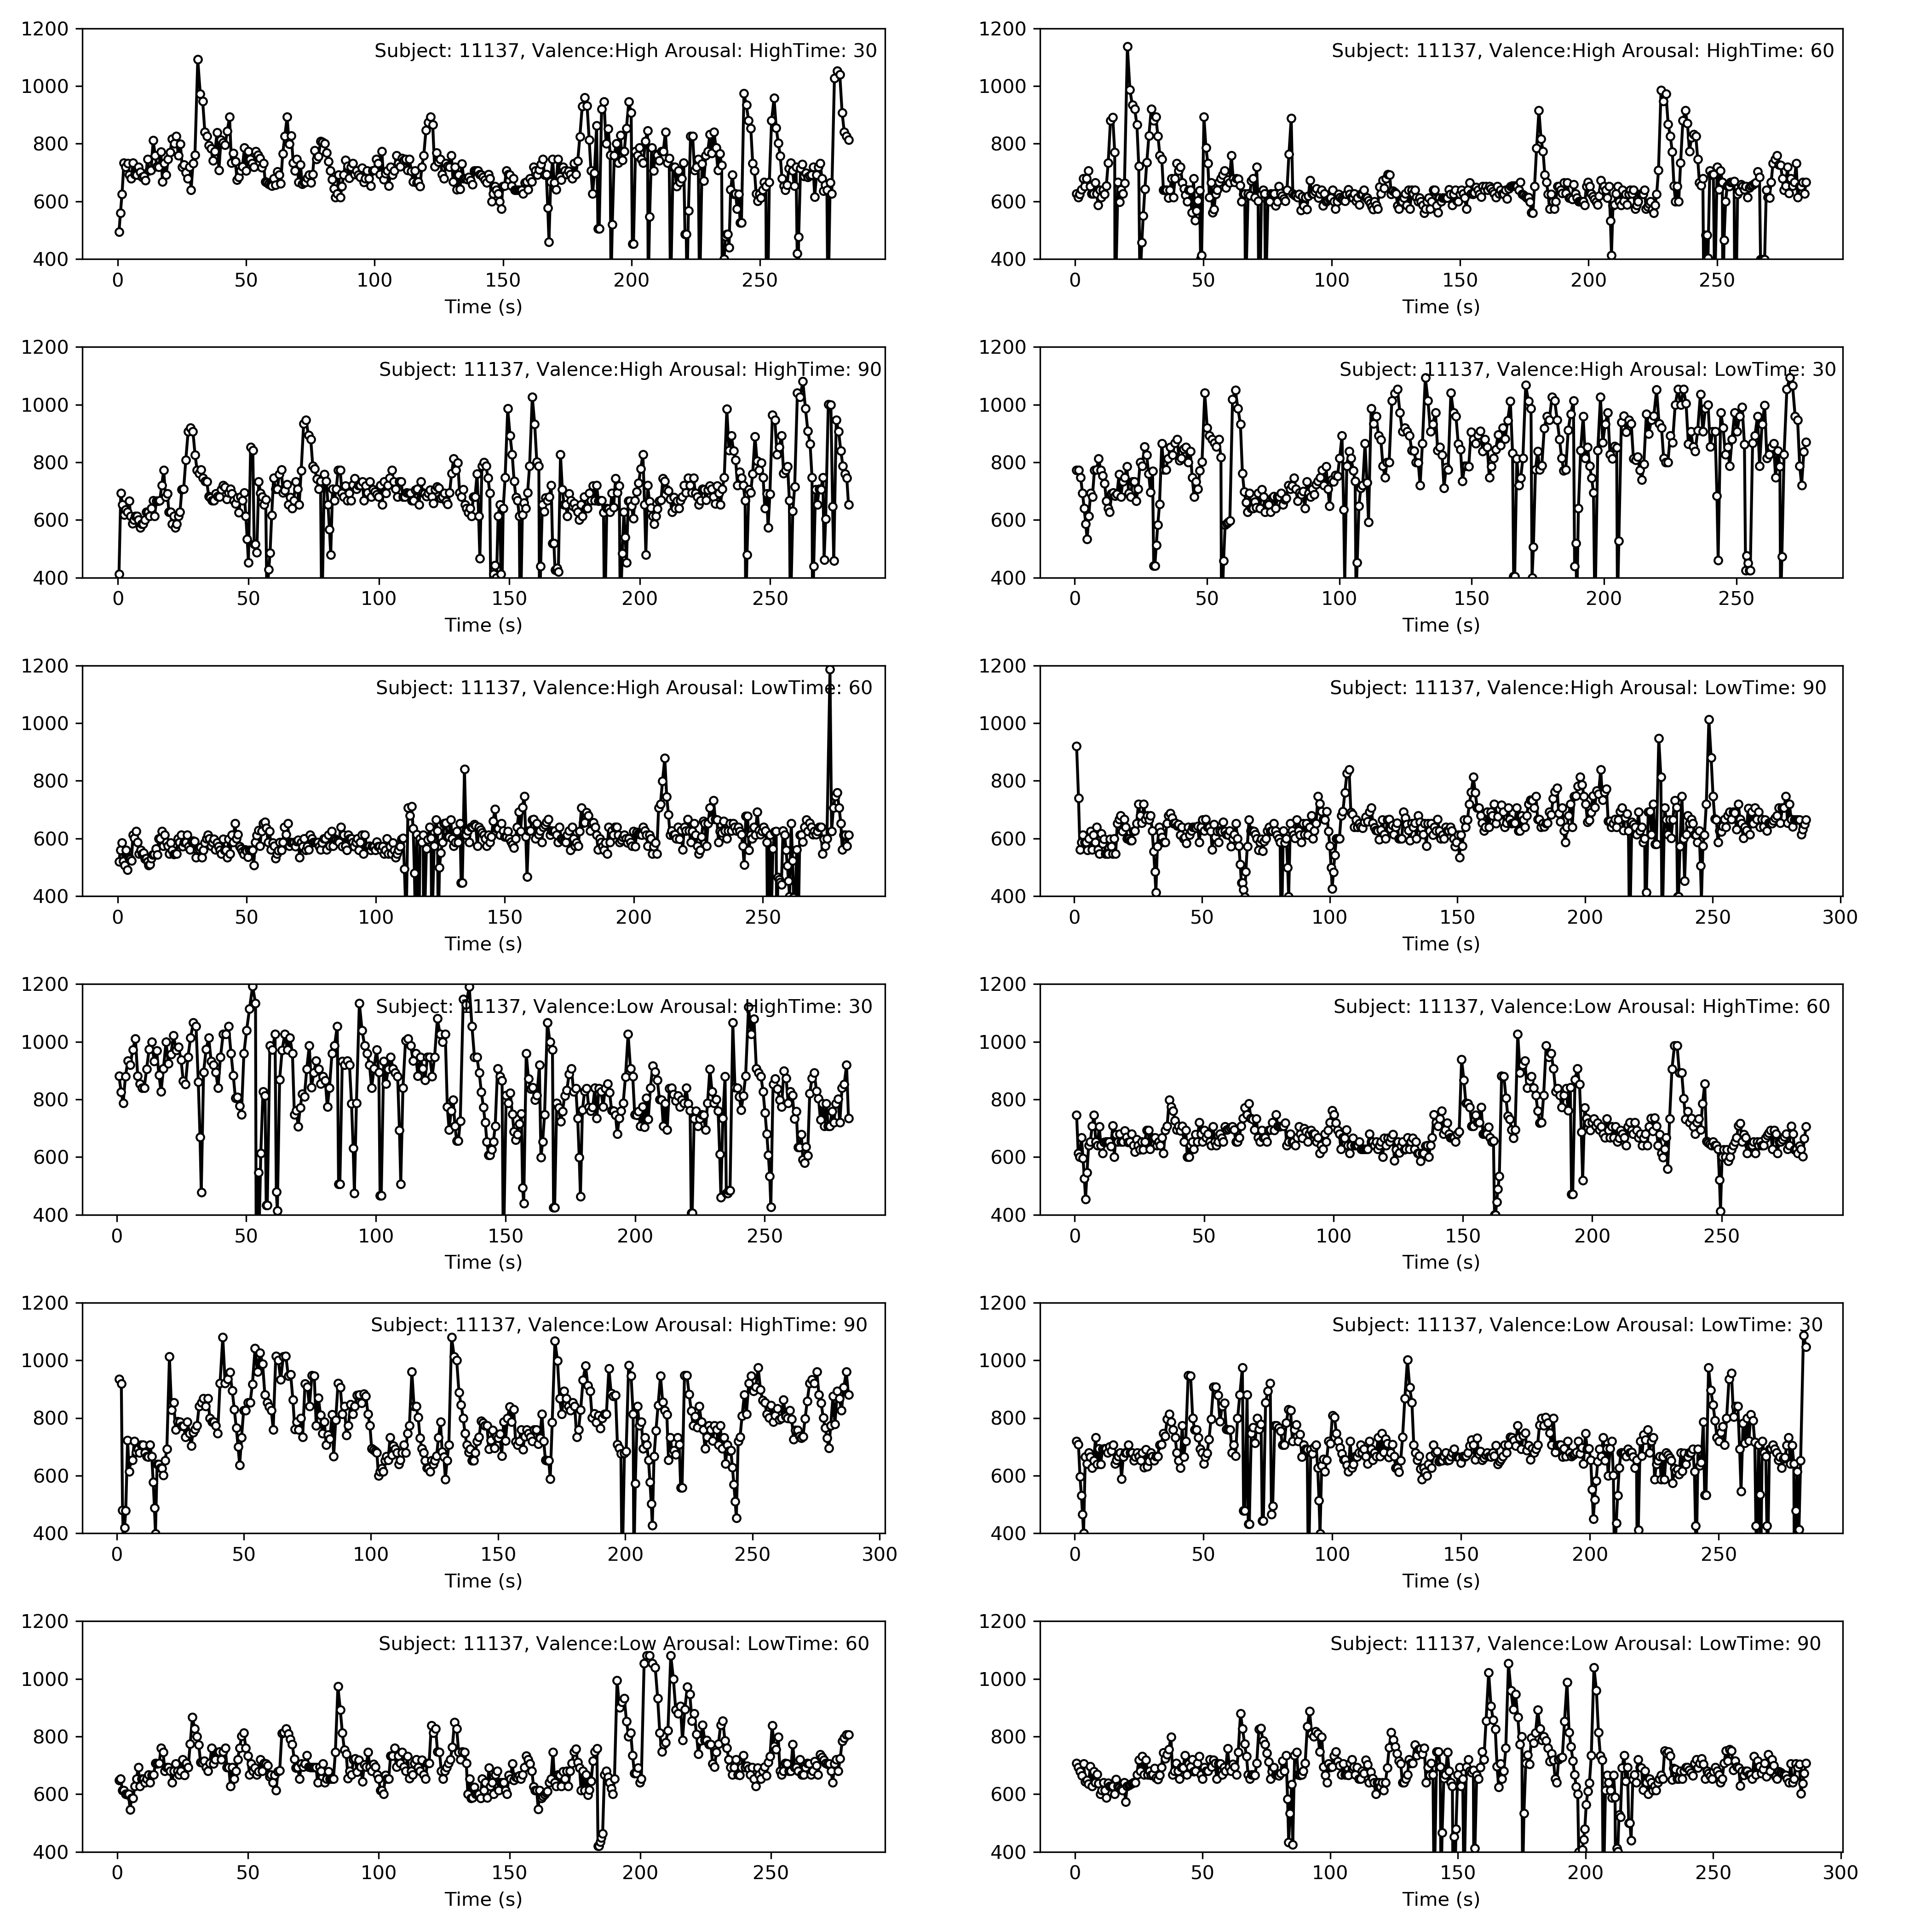 Subject: 11137, Valence:High Arousal: HighTime: 30
1200
1000
800
600
400
0 50 100 150 200 250
Time (s)
Subject: 11137, Valence:High Arousal: HighTime: 60
1200
1000
800
600
400
0 50 100 150 200 250
Time (s)
Subject: 11137, Valence:High Arousal: HighTime: 90
1200
1000
800
600
400
0 50 100 150 200 250
Time (s)
Subject: 11137, Valence:High Arousal: LowTime: 30
1200
1000
800
600
400
0 50 100 150 200 250
Time (s)
Subject: 11137, Valence:High Arousal: LowTime: 60
1200
1000
800
600
400
0 50 100 150 200 250
Time (s)
Subject: 11137, Valence:High Arousal: LowTime: 90
1200
1000
800
600
400
0 50 100 150 200 250 300
Time (s)
Subject: 11137, Valence:Low Arousal: HighTime: 30
1200
1000
800
600
400
0 50 100 150 200 250
Time (s)
Subject: 11137, Valence:Low Arousal: HighTime: 60
1200
1000
800
600
400
0 50 100 150 200 250
Time (s)
Subject: 11137, Valence:Low Arousal: HighTime: 90
1200
1000
800
600
400
0 50 100 150 200 250 300
Time (s)
Subject: 11137, Valence:Low Arousal: LowTime: 30
1200
1000
800
600
400
0 50 100 150 200 250
Time (s)
Subject: 11137, Valence:Low Arousal: LowTime: 60
1200
1000
800
600
400
0 50 100 150 200 250
Time (s)
Subject: 11137, Valence:Low Arousal: LowTime: 90
1200
1000
800
600
400
0 50 100 150 200 250 300
Time (s)